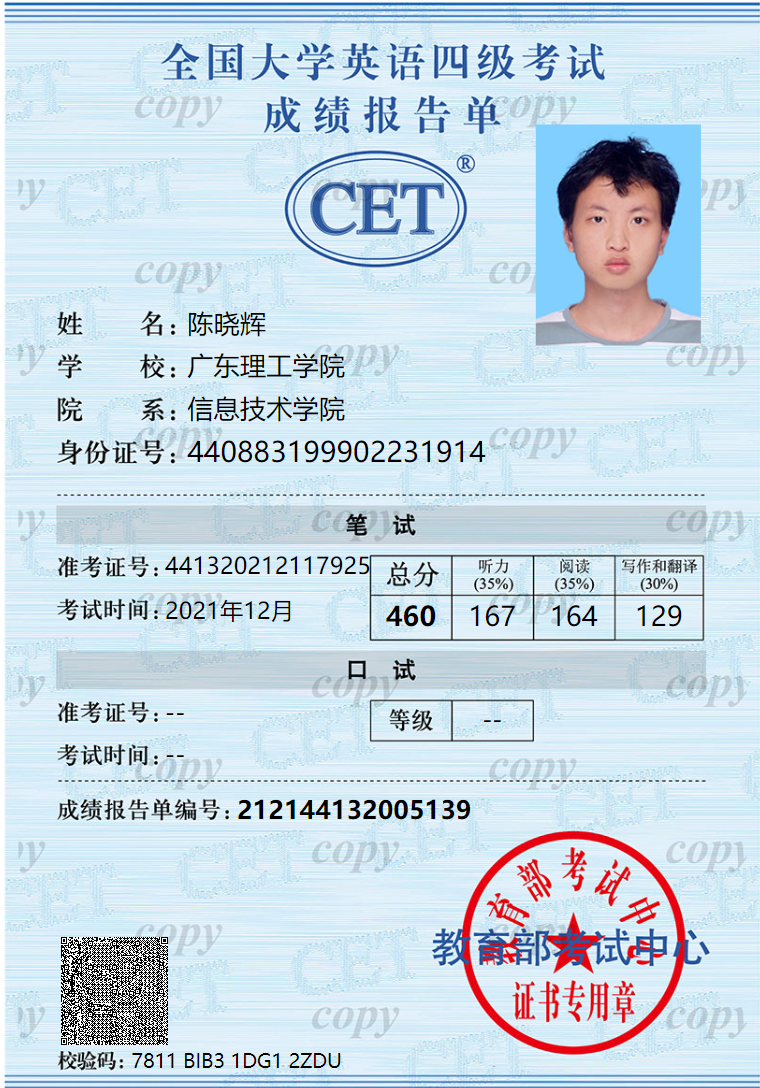 全国大学英语四级考试
成绩报告单
CET®
姓 名：陈晓辉
学 校：广东理工学院
院 系：信息技术学院
身份证号：440883199902231914
笔 试
准考证号：441320212117925
考试时间：2021年12月
总分 听力(35%) 阅读(35%) 写作和翻译(30%)
460 167 164 129
口 试
准考证号：--
考试时间：--
等级 --
成绩报告单编号：212144132005139
教育部考试中心
教育部考试中心
证书专用章
校验码：7811 BIB3 1DG1 2ZDU
copy